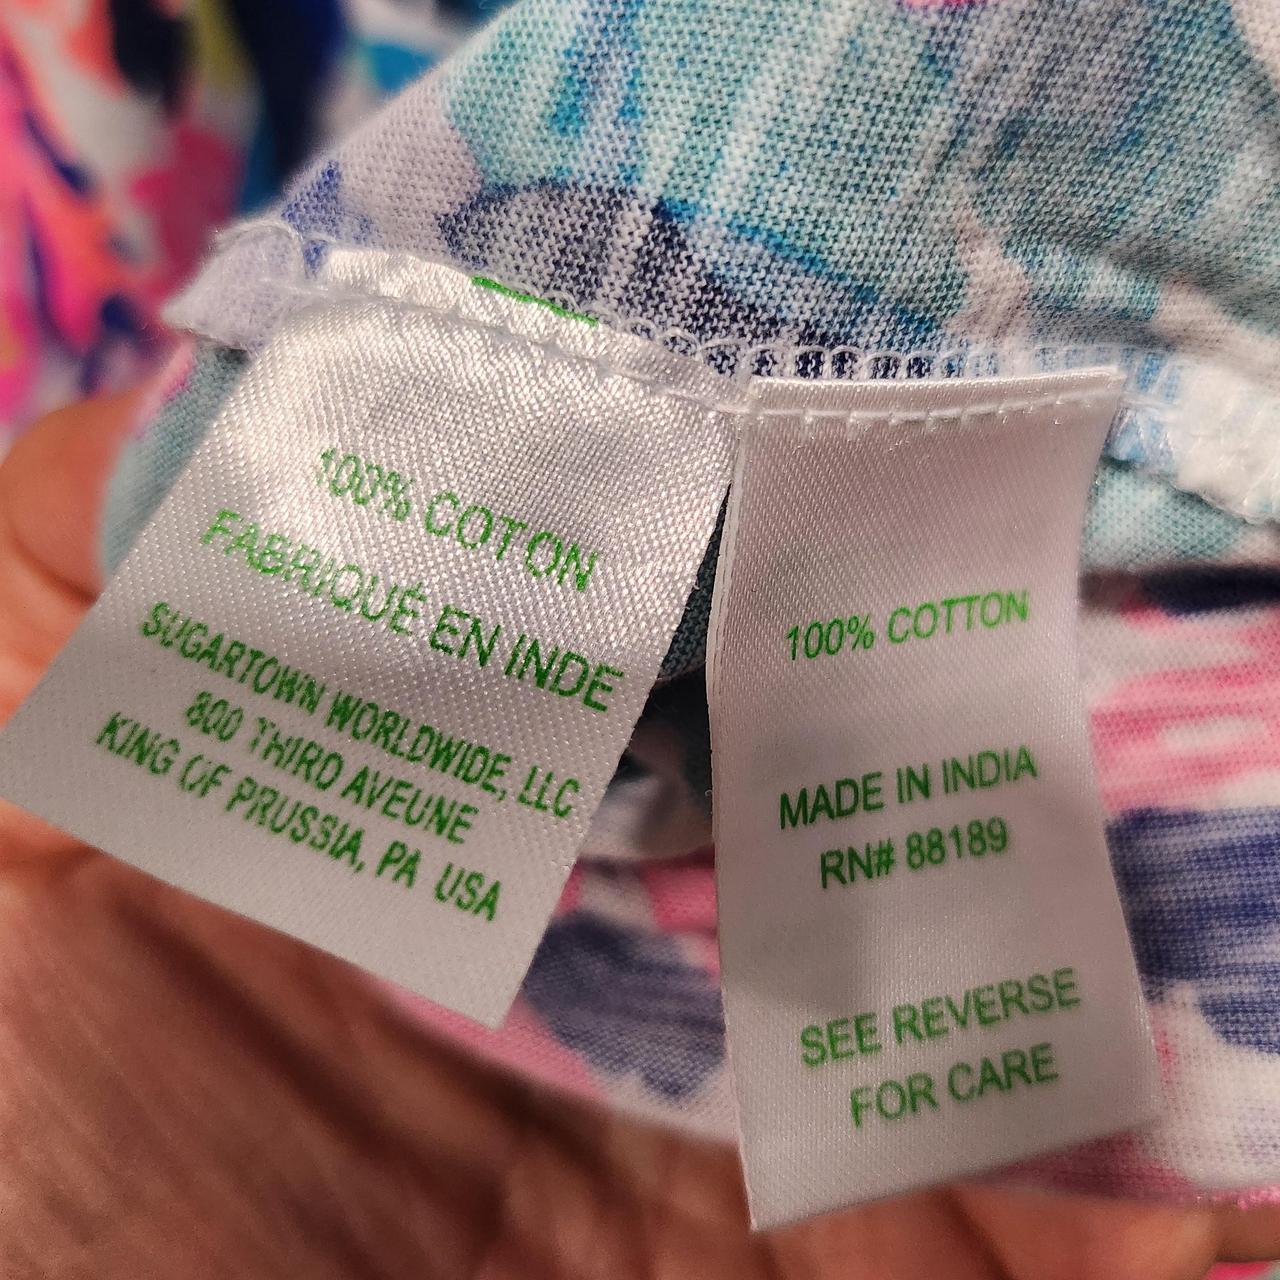 100% COTON
FABRIQUÉ EN INDE
SUGARTOWN WORLDWIDE, LLC
800 THIRD AVEUNE
KING OF PRUSSIA, PA USA
100% COTTON
MADE IN INDIA
RN# 88189
SEE REVERSE
FOR CARE